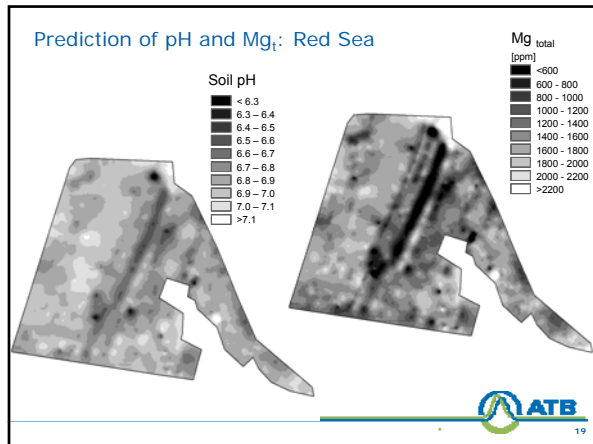 Prediction of pH and Mgt: Red Sea
Soil pH
< 6.3
6.3 – 6.4
6.4 – 6.5
6.5 – 6.6
6.6 – 6.7
6.7 – 6.8
6.8 – 6.9
6.9 – 7.0
7.0 – 7.1
>7.1
Mg total
[ppm]
<600
600 - 800
800 - 1000
1000 - 1200
1200 - 1400
1400 - 1600
1600 - 1800
1800 - 2000
2000 - 2200
>2200
ATB
19